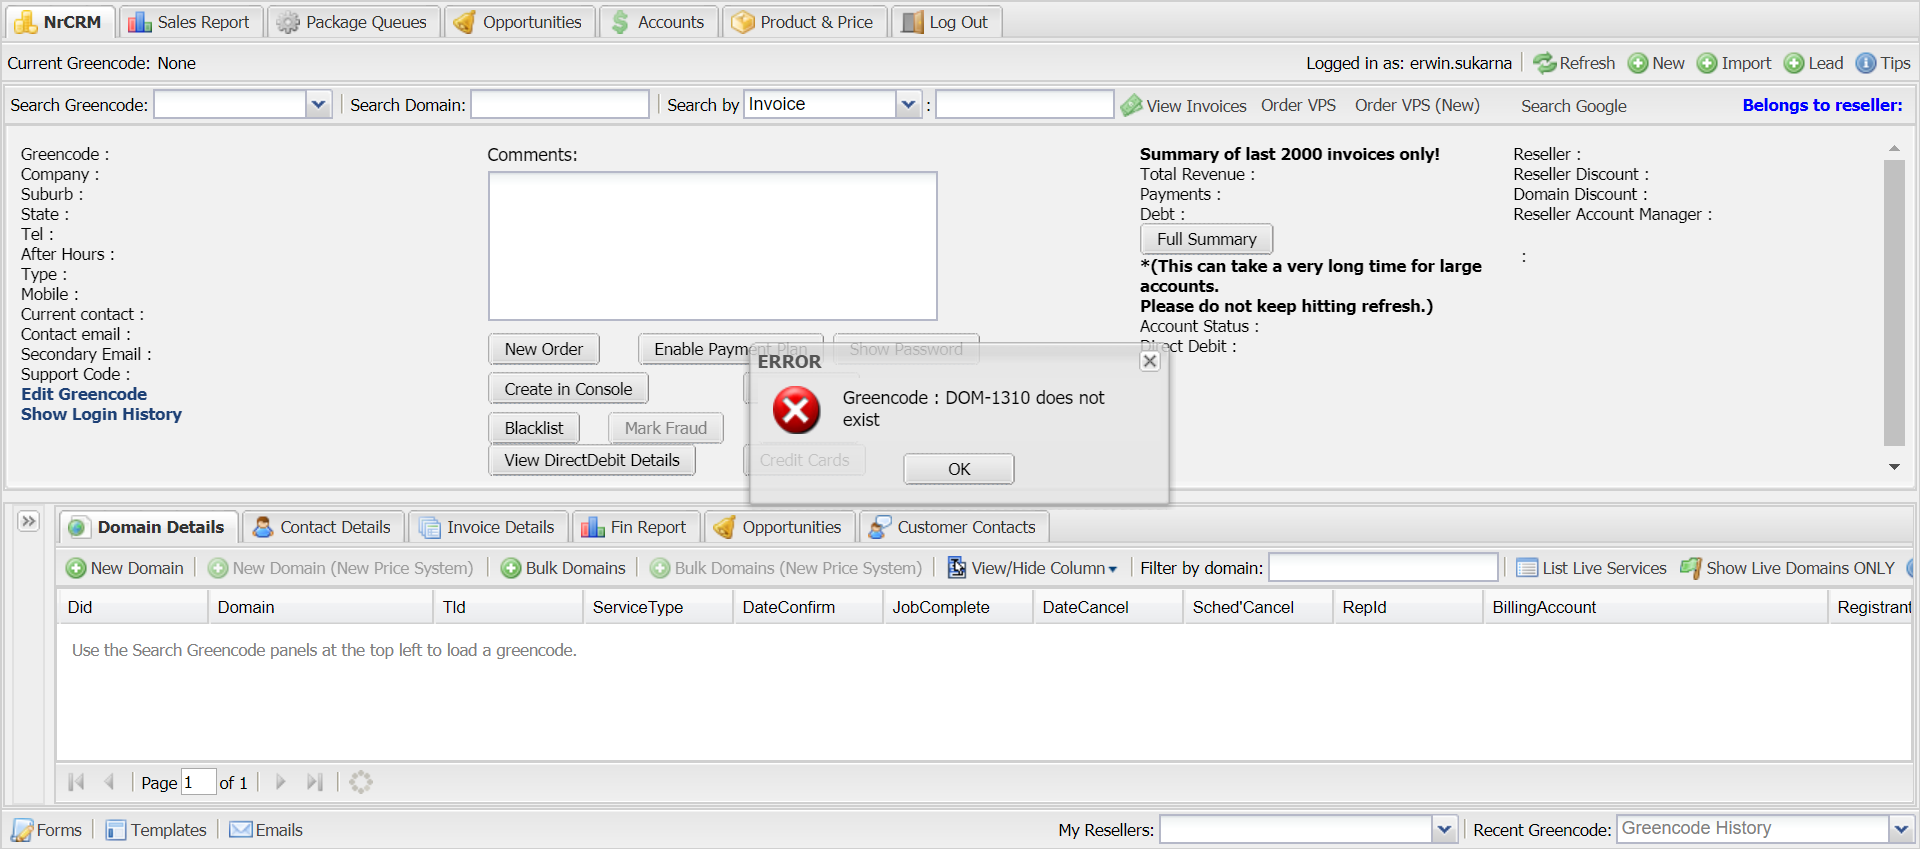 NrCRM
Sales Report
Package Queues
Opportunities
Accounts
Product & Price
Log Out
Current Greencode: None
Logged in as: erwin.sukarna
Refresh
New
Import
Lead
Tips
Search Greencode:
Search Domain:
Search by Invoice :
View Invoices
Order VPS
Order VPS (New)
Search Google
Belongs to reseller:
Greencode :
Company :
Suburb :
State :
Tel :
After Hours :
Type :
Mobile :
Current contact :
Contact email :
Secondary Email :
Support Code :
Edit Greencode
Show Login History
Comments:
New Order
Enable Payment Plan
Show Password
Create in Console
Blacklist
Mark Fraud
View DirectDebit Details
Credit Cards
Summary of last 2000 invoices only!
Total Revenue :
Payments :
Debt :
Full Summary
*(This can take a very long time for large
accounts.
Please do not keep hitting refresh.)
Account Status :
Direct Debit :
Reseller :
Reseller Discount :
Domain Discount :
Reseller Account Manager :
:
ERROR
Greencode : DOM-1310 does not
exist
OK
Domain Details
Contact Details
Invoice Details
Fin Report
Opportunities
Customer Contacts
New Domain
New Domain (New Price System)
Bulk Domains
Bulk Domains (New Price System)
View/Hide Column
Filter by domain:
List Live Services
Show Live Domains ONLY
Did
Domain
Tld
ServiceType
DateConfirm
JobComplete
DateCancel
Sched'Cancel
RepId
BillingAccount
Registrant
Use the Search Greencode panels at the top left to load a greencode.
Page 1 of 1
Forms
Templates
Emails
My Resellers:
Recent Greencode: Greencode History